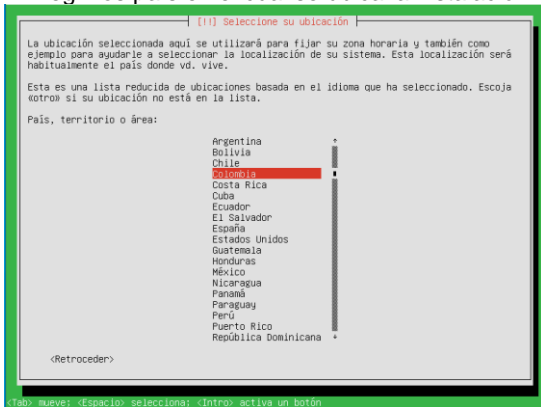 [!!] Seleccione su ubicación
La ubicación seleccionada aquí se utilizará para fijar su zona horaria y también como
ejemplo para ayudarle a seleccionar la localización de su sistema. Esta localización será
habitualmente el país donde vd. vive.
Esta es una lista reducida de ubicaciones basada en el idioma que ha seleccionado. Escoja
«otro» si su ubicación no está en la lista.
País, territorio o área:
Argentina
Bolivia
Chile
Colombia
Costa Rica
Cuba
Ecuador
El Salvador
España
Estados Unidos
Guatemala
Honduras
México
Nicaragua
Panamá
Paraguay
Perú
Puerto Rico
República Dominicana
<Retroceder>
<Tab> mueve; <Espacio> selecciona; <Intro> activa un botón